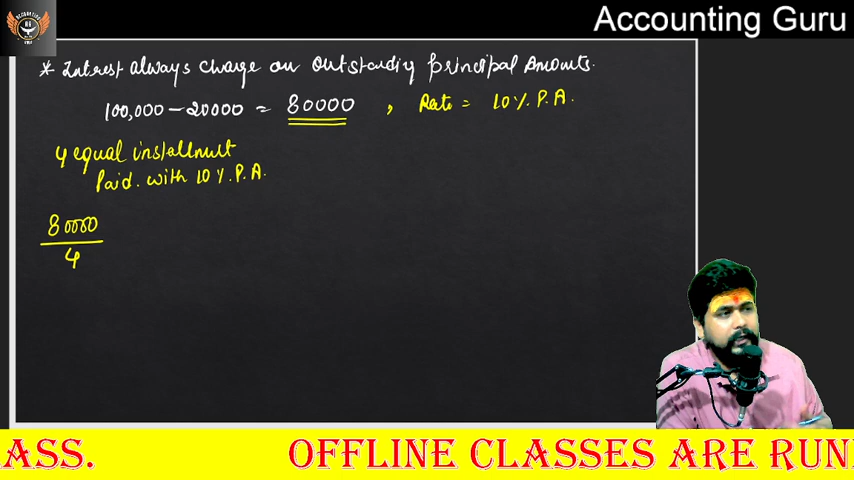 Accounting Guru
* Interest always charge on outstanding principal Amounts.
100,000 - 20000 = 80000 , Rate = 10%. P.A.
4 equal installment
Paid. with 10%. P.A.
80000
4
ASS. OFFLINE CLASSES ARE RUN